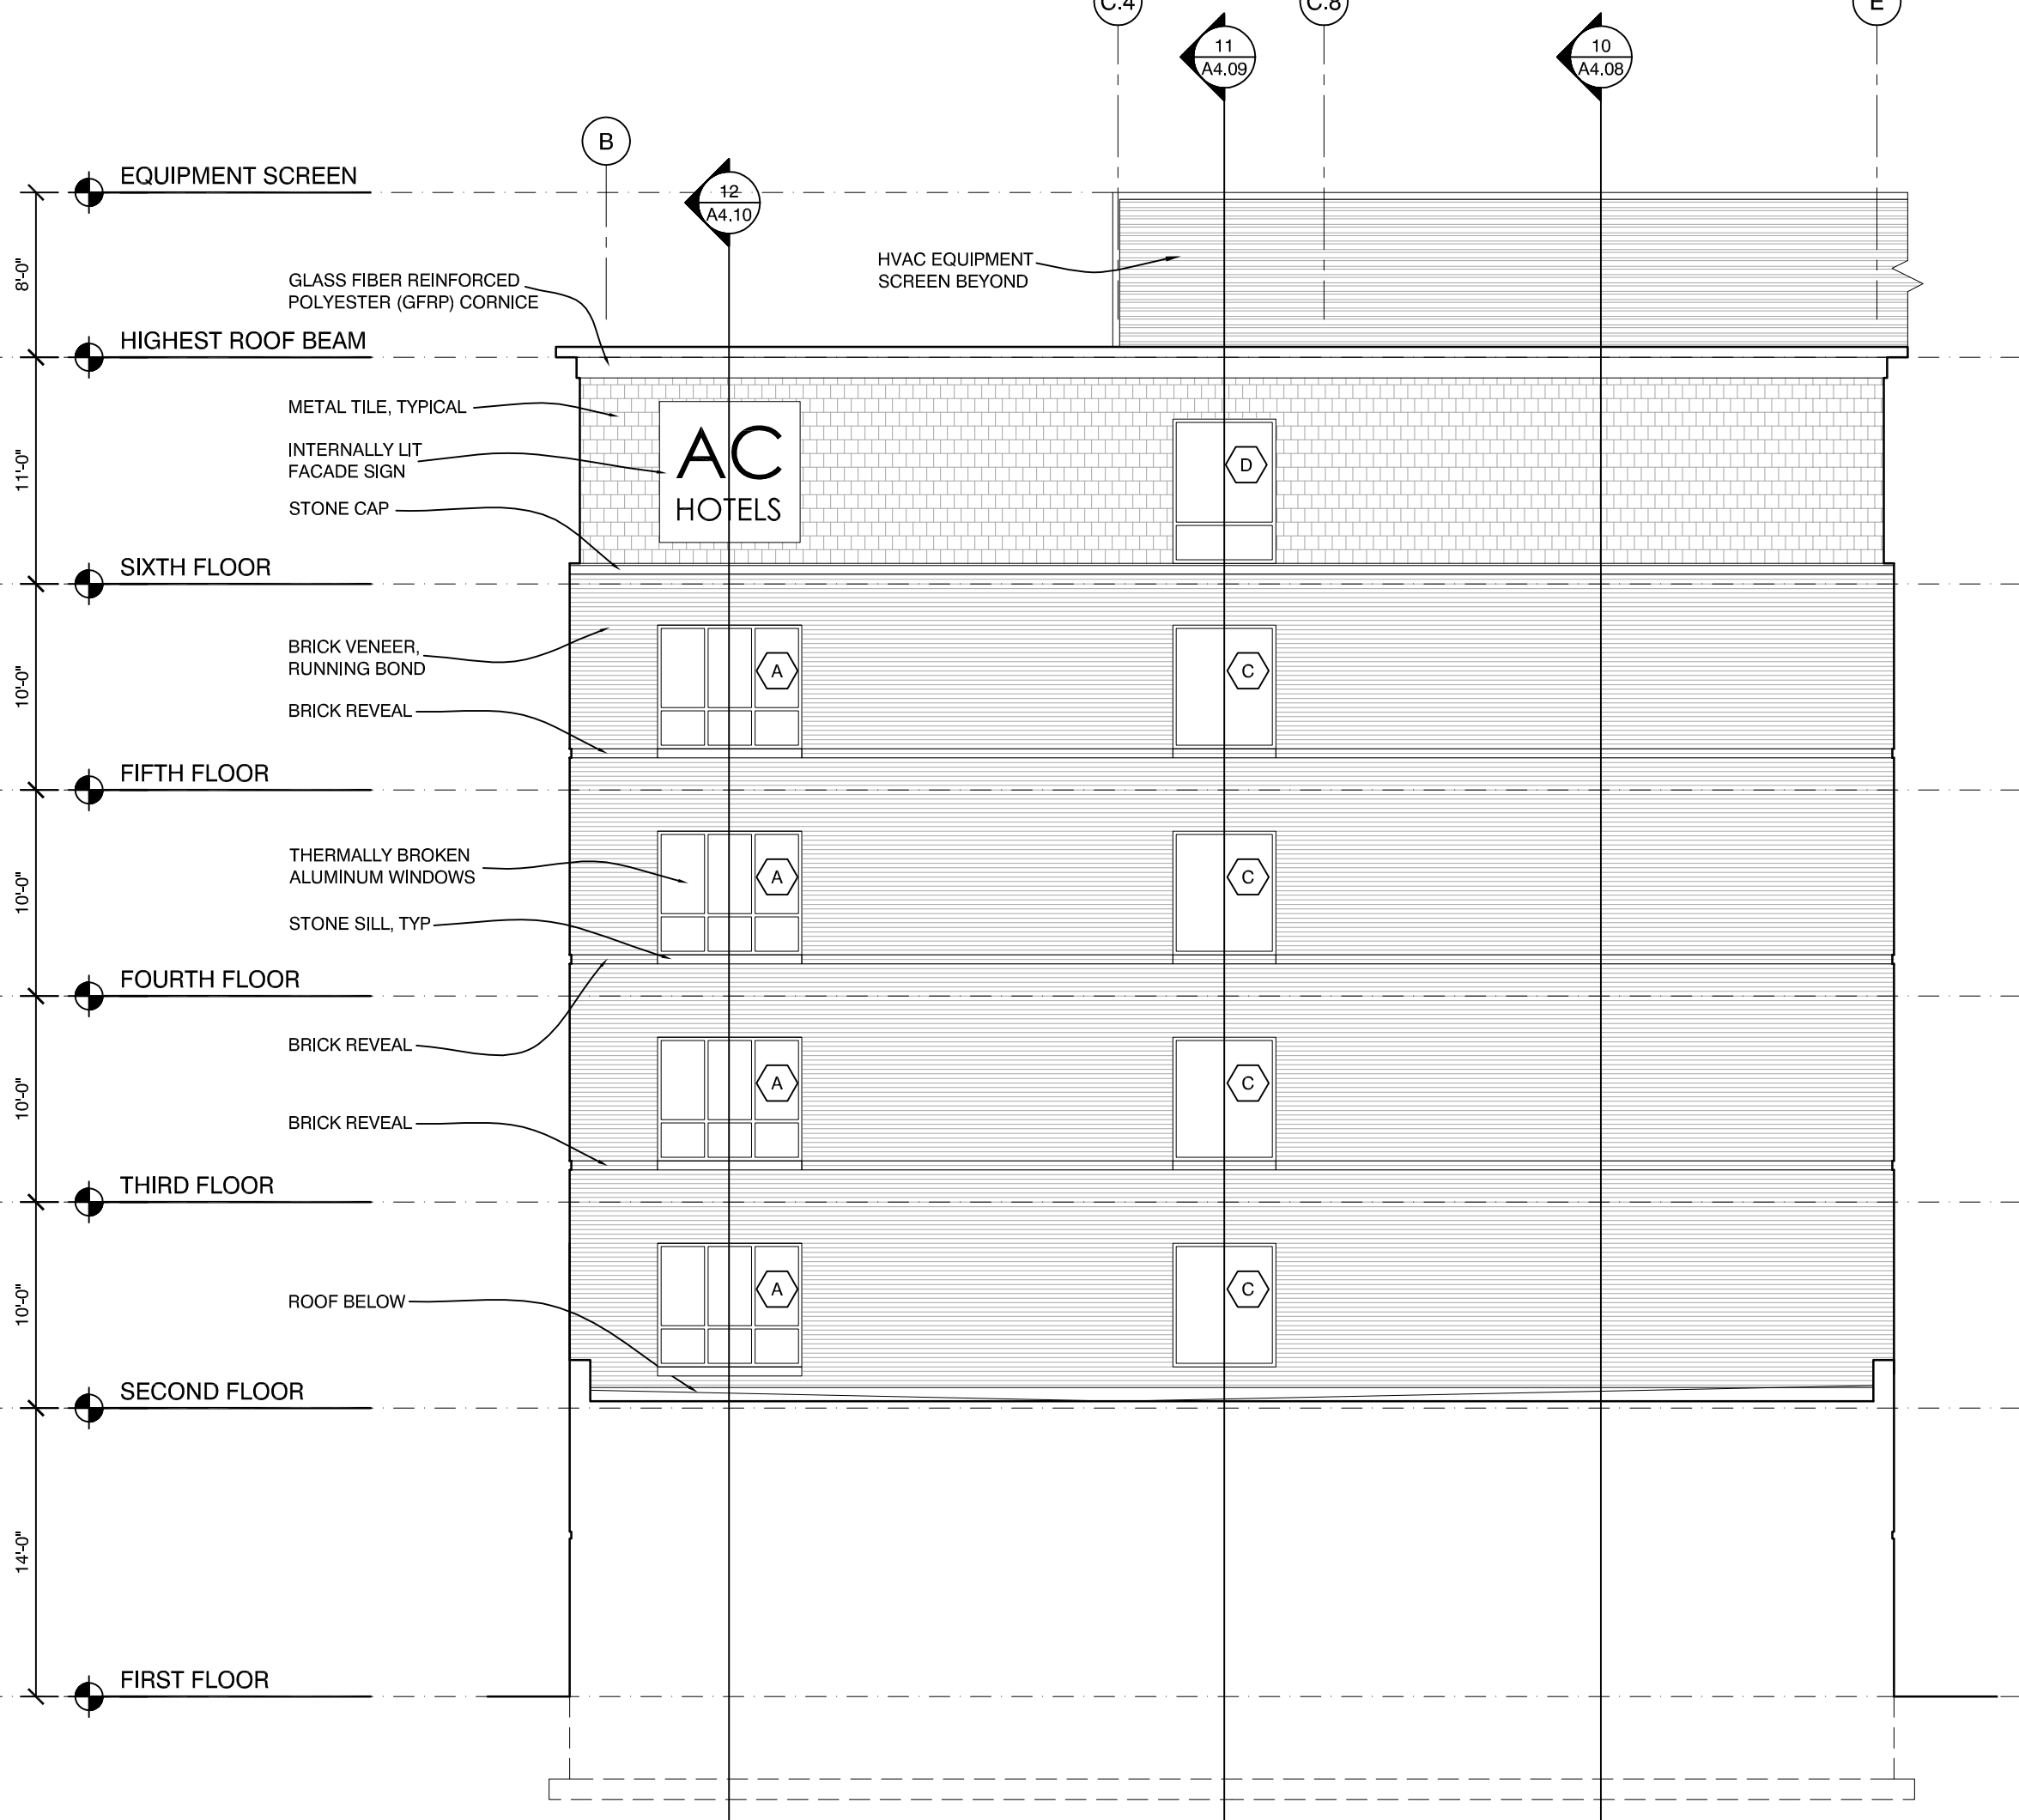 C.4
C.8
E
11
A4.09
10
A4.08
B
12
A4.10
EQUIPMENT SCREEN
8'-0"
HVAC EQUIPMENT
SCREEN BEYOND
GLASS FIBER REINFORCED
POLYESTER (GFRP) CORNICE
HIGHEST ROOF BEAM
METAL TILE, TYPICAL
11'-0"
INTERNALLY LIT
FACADE SIGN
AC
HOTELS
D
STONE CAP
SIXTH FLOOR
10'-0"
BRICK VENEER,
RUNNING BOND
A
C
BRICK REVEAL
FIFTH FLOOR
10'-0"
THERMALLY BROKEN
ALUMINUM WINDOWS
A
C
STONE SILL, TYP
FOURTH FLOOR
10'-0"
BRICK REVEAL
A
C
BRICK REVEAL
THIRD FLOOR
10'-0"
A
C
ROOF BELOW
SECOND FLOOR
14'-0"
FIRST FLOOR